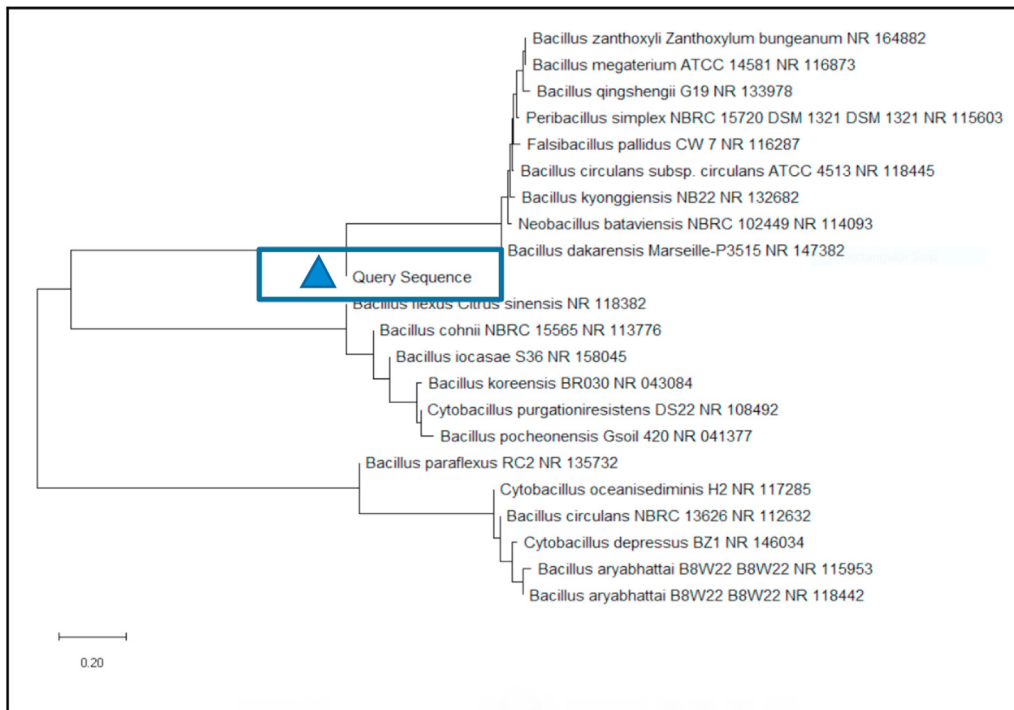 Bacillus zanthoxyli Zanthoxylum bungeanum NR 164882
Bacillus megaterium ATCC 14581 NR 116873
Bacillus qingshengii G19 NR 133978
Peribacillus simplex NBRC 15720 DSM 1321 DSM 1321 NR 115603
Falsibacillus pallidus CW 7 NR 116287
Bacillus circulans subsp. circulans ATCC 4513 NR 118445
Bacillus kyonggiensis NB22 NR 132682
Neobacillus bataviensis NBRC 102449 NR 114093
Bacillus dakarensis Marseille-P3515 NR 147382
Query Sequence
Bacillus flexus Citrus sinensis NR 118382
Bacillus cohnii NBRC 15565 NR 113776
Bacillus iocasae S36 NR 158045
Bacillus koreensis BR030 NR 043084
Cytobacillus purgationiresistens DS22 NR 108492
Bacillus pocheonensis Gsoil 420 NR 041377
Bacillus paraflexus RC2 NR 135732
Cytobacillus oceanisediminis H2 NR 117285
Bacillus circulans NBRC 13626 NR 112632
Cytobacillus depressus BZ1 NR 146034
Bacillus aryabhattai B8W22 B8W22 NR 115953
Bacillus aryabhattai B8W22 B8W22 NR 118442
0.20